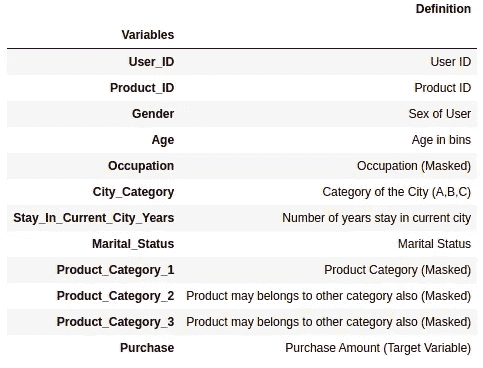 Definition
Variables
User_ID User ID
Product_ID Product ID
Gender Sex of User
Age Age in bins
Occupation Occupation (Masked)
City_Category Category of the City (A,B,C)
Stay_In_Current_City_Years Number of years stay in current city
Marital_Status Marital Status
Product_Category_1 Product Category (Masked)
Product_Category_2 Product may belongs to other category also (Masked)
Product_Category_3 Product may belongs to other category also (Masked)
Purchase Purchase Amount (Target Variable)